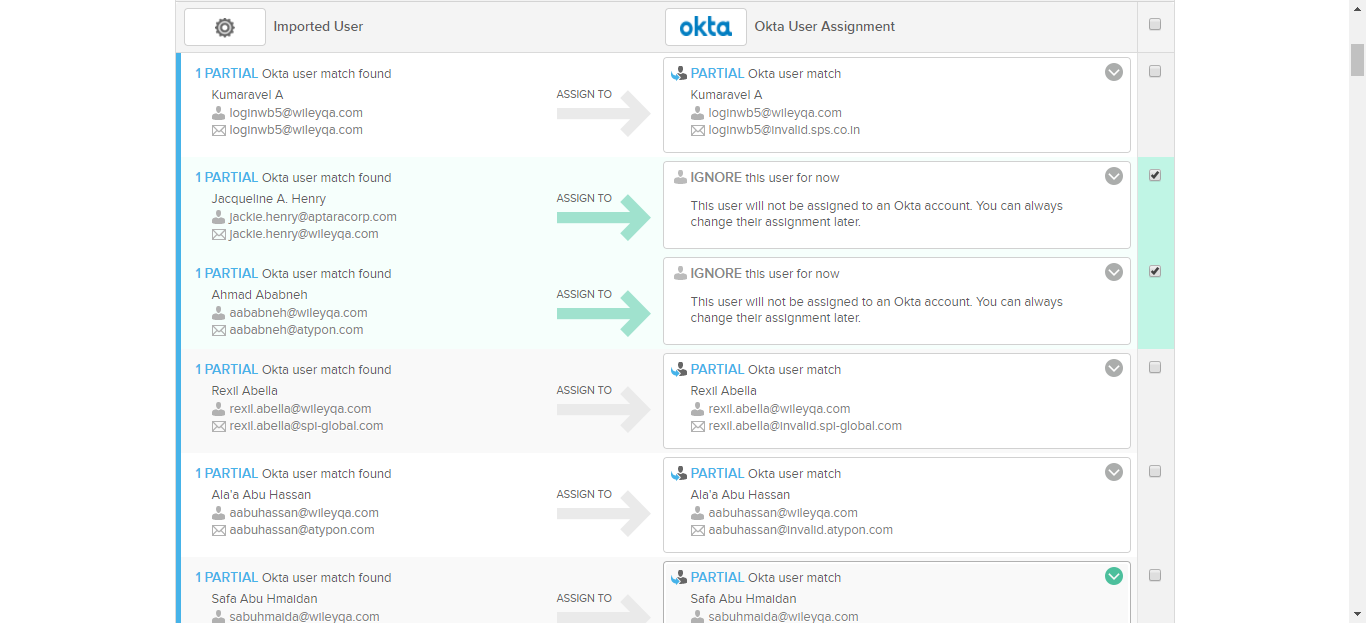 Imported User
okta Okta User Assignment
1 PARTIAL Okta user match found
Kumaravel A
loginwb5@wileyqa.com
loginwb5@wileyqa.com
ASSIGN TO
PARTIAL Okta user match
Kumaravel A
loginwb5@wileyqa.com
loginwb5@invalid.sps.co.in
1 PARTIAL Okta user match found
Jacqueline A. Henry
jackie.henry@aptaracorp.com
jackie.henry@wileyqa.com
ASSIGN TO
IGNORE this user for now
This user will not be assigned to an Okta account. You can always
change their assignment later.
1 PARTIAL Okta user match found
Ahmad Ababneh
aababneh@wileyqa.com
aababneh@atypon.com
ASSIGN TO
IGNORE this user for now
This user will not be assigned to an Okta account. You can always
change their assignment later.
1 PARTIAL Okta user match found
Rexil Abella
rexil.abella@wileyqa.com
rexil.abella@spi-global.com
ASSIGN TO
PARTIAL Okta user match
Rexil Abella
rexil.abella@wileyqa.com
rexil.abella@invalid.spi-global.com
1 PARTIAL Okta user match found
Ala'a Abu Hassan
aabuhassan@wileyqa.com
aabuhassan@atypon.com
ASSIGN TO
PARTIAL Okta user match
Ala'a Abu Hassan
aabuhassan@wileyqa.com
aabuhassan@invalid.atypon.com
1 PARTIAL Okta user match found
Safa Abu Hmaidan
sabuhmaida@wileyqa.com
ASSIGN TO
PARTIAL Okta user match
Safa Abu Hmaidan
sabuhmaida@wileyqa.com